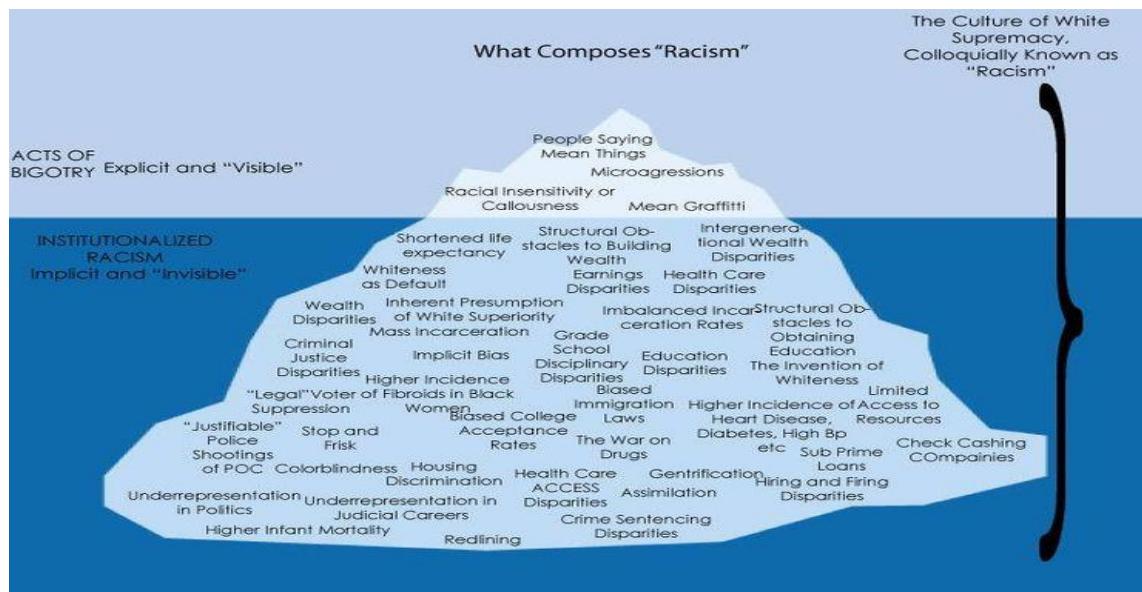 What Composes “Racism”
The Culture of White
Supremacy,
Colloquially Known as
“Racism”
ACTS OF
BIGOTRY Explicit and “Visible”
People Saying
Mean Things
Microagressions
Racial Insensitivity or
Callousness
Mean Graffitti
INSTITUTIONALIZED
RACISM
Implicit and “Invisible”
Shortened life
expectancy
Structural Ob-
stacles to Building
Wealth
Intergenera-
tional Wealth
Disparities
Whiteness
as Default
Earnings
Disparities
Health Care
Disparities
Wealth
Disparities
Inherent Presumption
of White Superiority
Imbalanced Incar
ceration Rates
Structural Ob-
stacles to
Obtaining
Education
Mass Incarceration
Criminal
Justice
Disparities
Implicit Bias
Grade
School
Disciplinary
Disparities
Education
Disparities
The Invention of
Whiteness
“Legal”Voter
Suppression
Higher Incidence
of Fibroids in Black
Women
Biased
Immigration
Laws
Higher Incidence of
Heart Disease,
Diabetes, High Bp
etc
Limited
Access to
Resources
“Justifiable”
Police
Shootings
of POC
Stop and
Frisk
Biased College
Acceptance
Rates
The War on
Drugs
Sub Prime
Loans
Check Cashing
COmpainies
Colorblindness
Housing
Discrimination
Health Care
ACCESS
Disparities
Gentrification
Hiring and Firing
Disparities
Underrepresentation
in Politics
Underrepresentation in
Judicial Careers
Assimilation
Higher Infant Mortality
Redlining
Crime Sentencing
Disparities